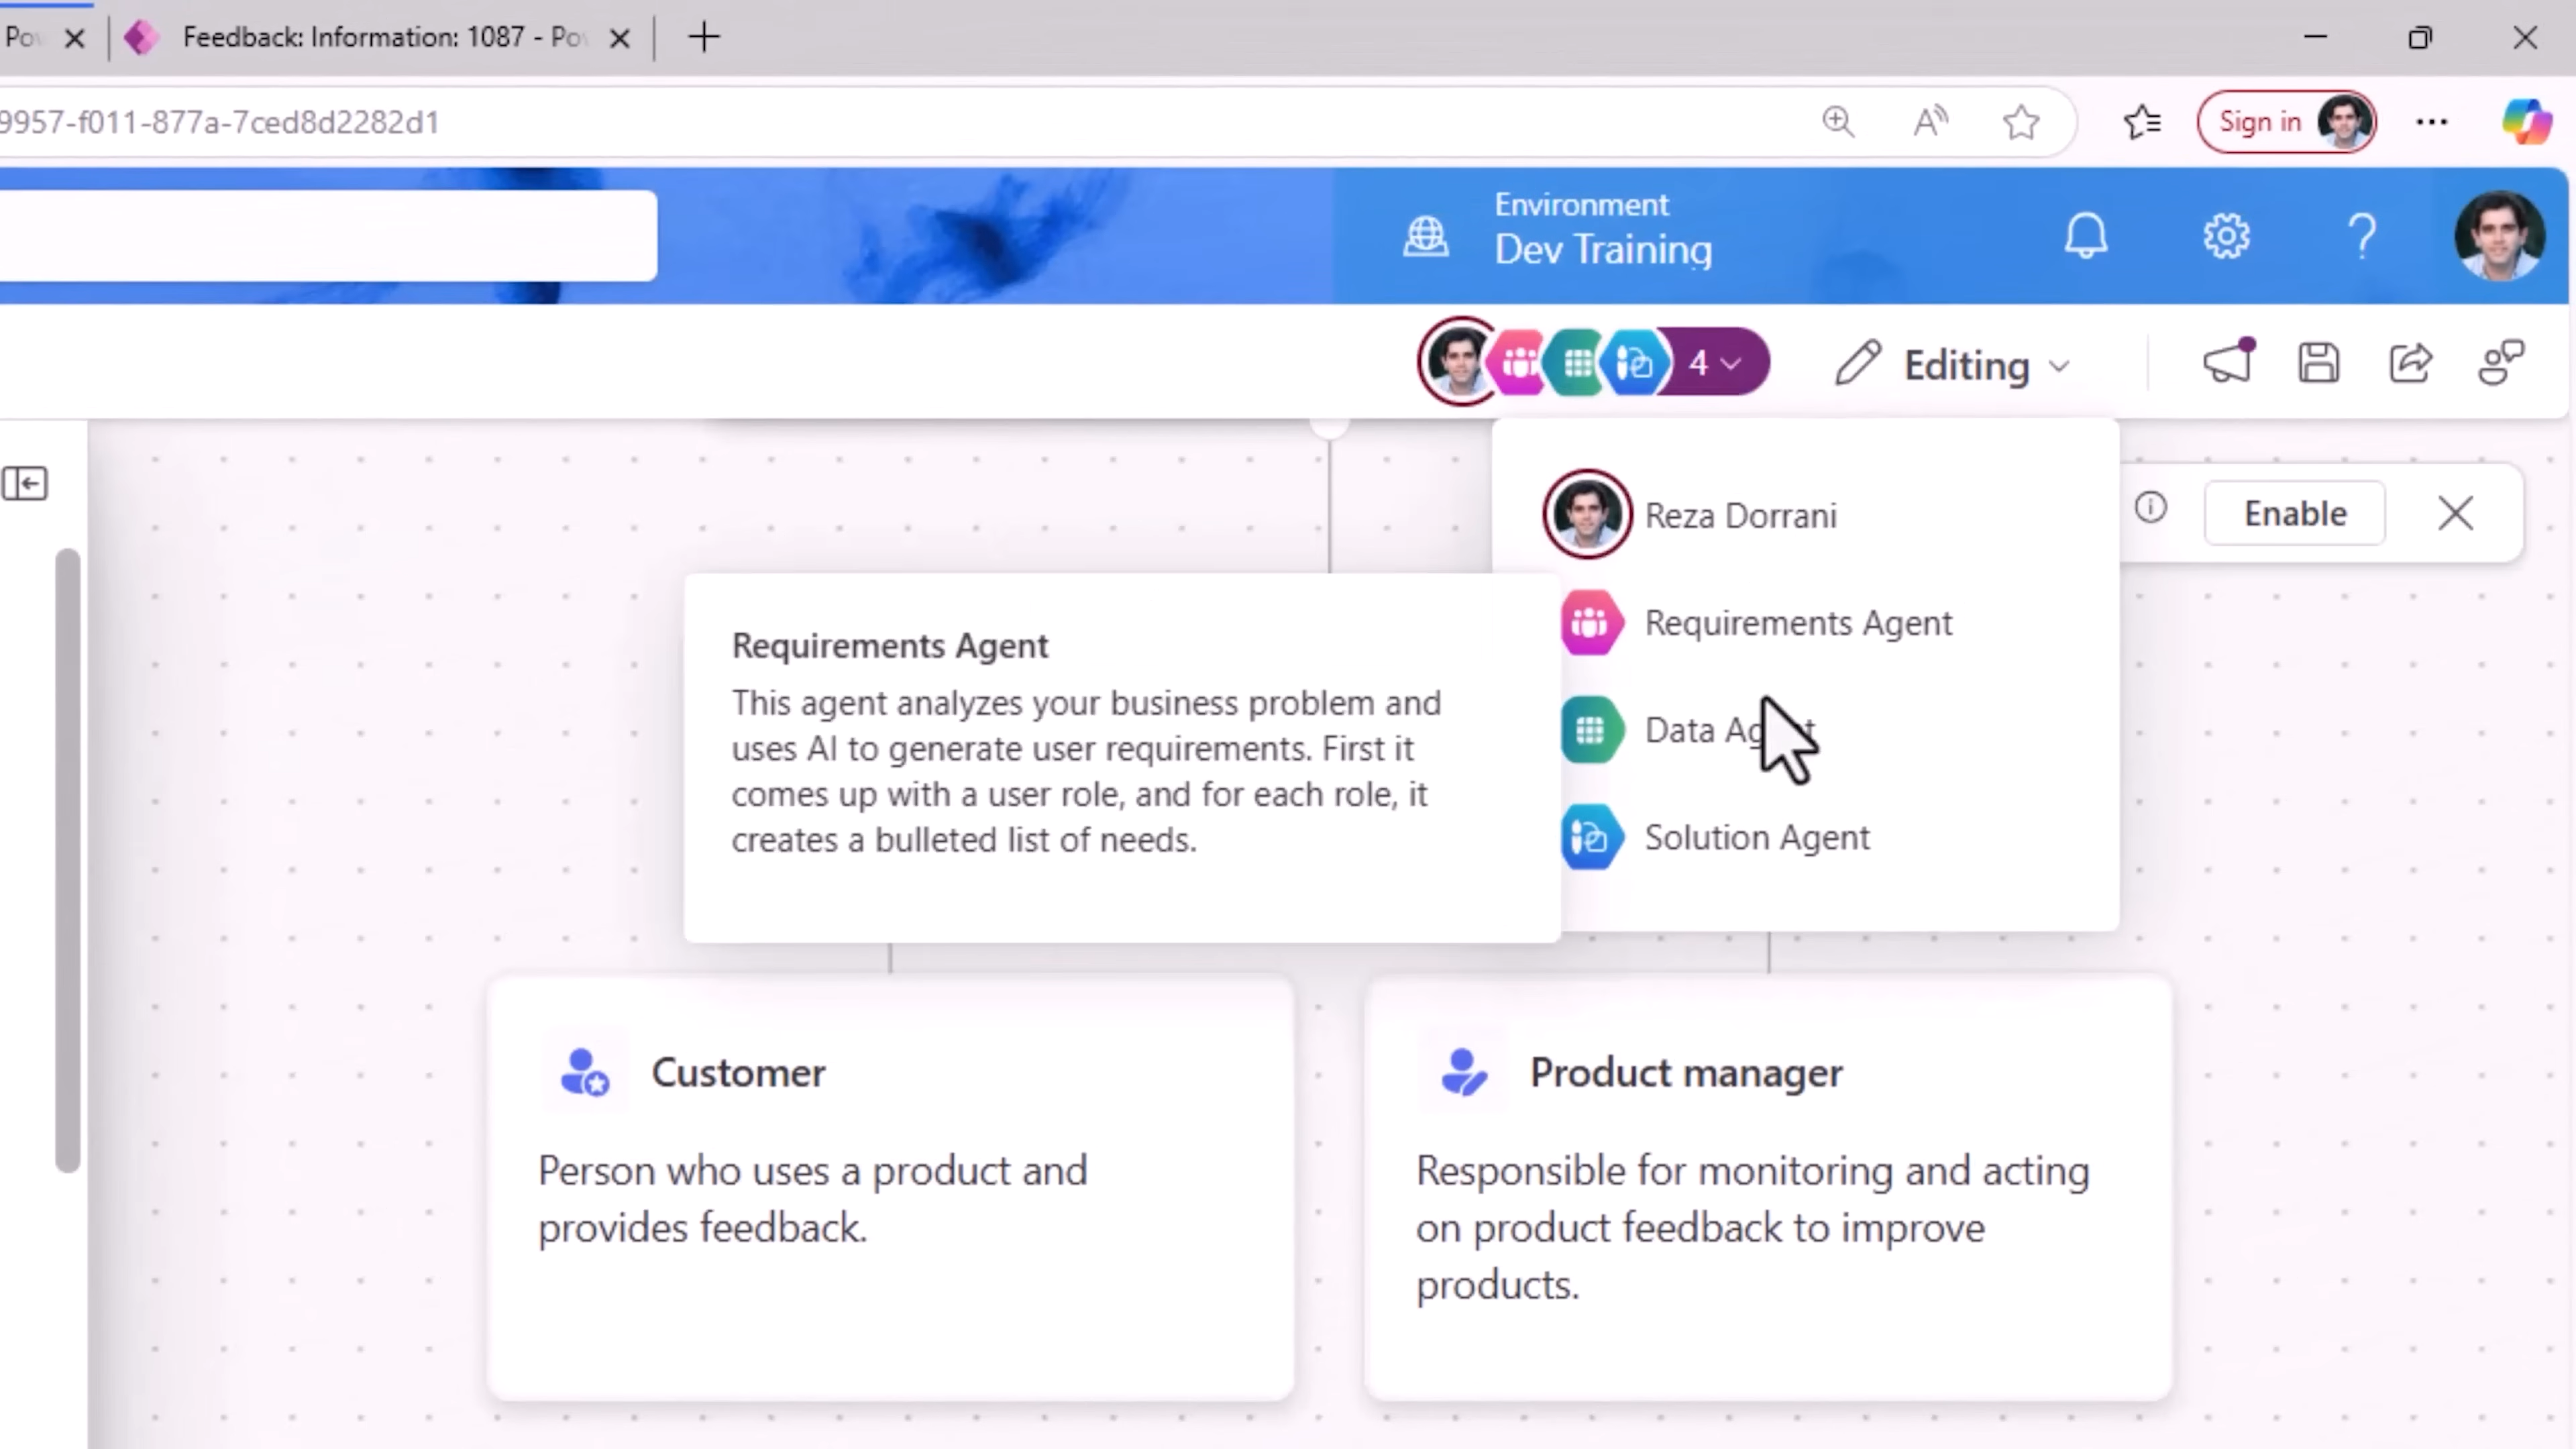 Feedback: Information: 1087 - Po
9957-f011-877a-7ced8d2282d1
Sign in
Environment
Dev Training
4
Editing
Reza Dorrani
Enable
Requirements Agent
Requirements Agent
This agent analyzes your business problem and
uses AI to generate user requirements. First it
comes up with a user role, and for each role, it
creates a bulleted list of needs.
Data
Solution Agent
Customer
Person who uses a product and
provides feedback.
Product manager
Responsible for monitoring and acting
on product feedback to improve
products.